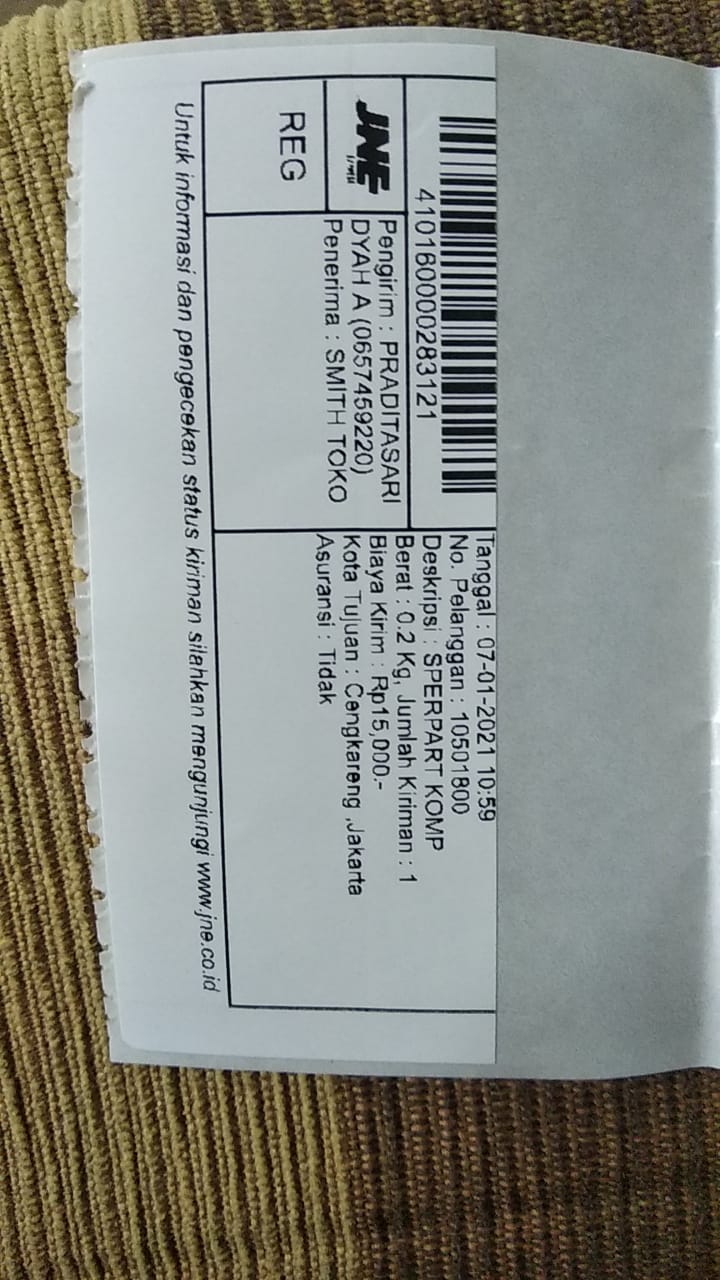 410160000283121
JNE
REG
Pengirim : PRADITASARI
DYAH A (0657459220)
Penerima : SMITH TOKO
Tanggal : 07-01-2021 10:59
No. Pelanggan : 10501800
Deskripsi : SPERPART KOMP
Berat : 0.2 Kg, Jumlah Kiriman : 1
Biaya Kirim : Rp15,000.-
Kota Tujuan : Cengkareng ,Jakarta
Asuransi : Tidak
Untuk informasi dan pengecekan status kiriman silahkan mengunjungi www.jne.co.id